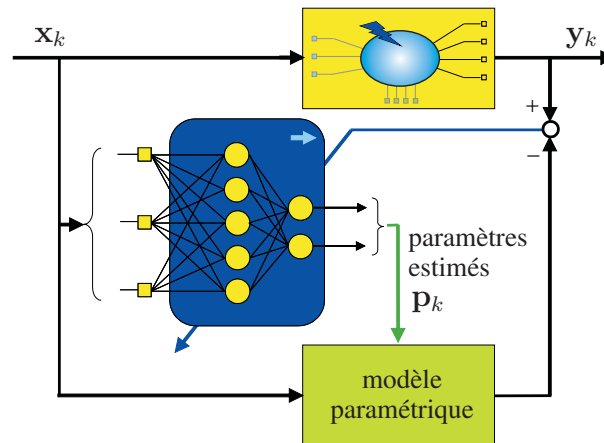 x_k
y_k
+
−
paramètres
estimés
p_k
modèle
paramétrique